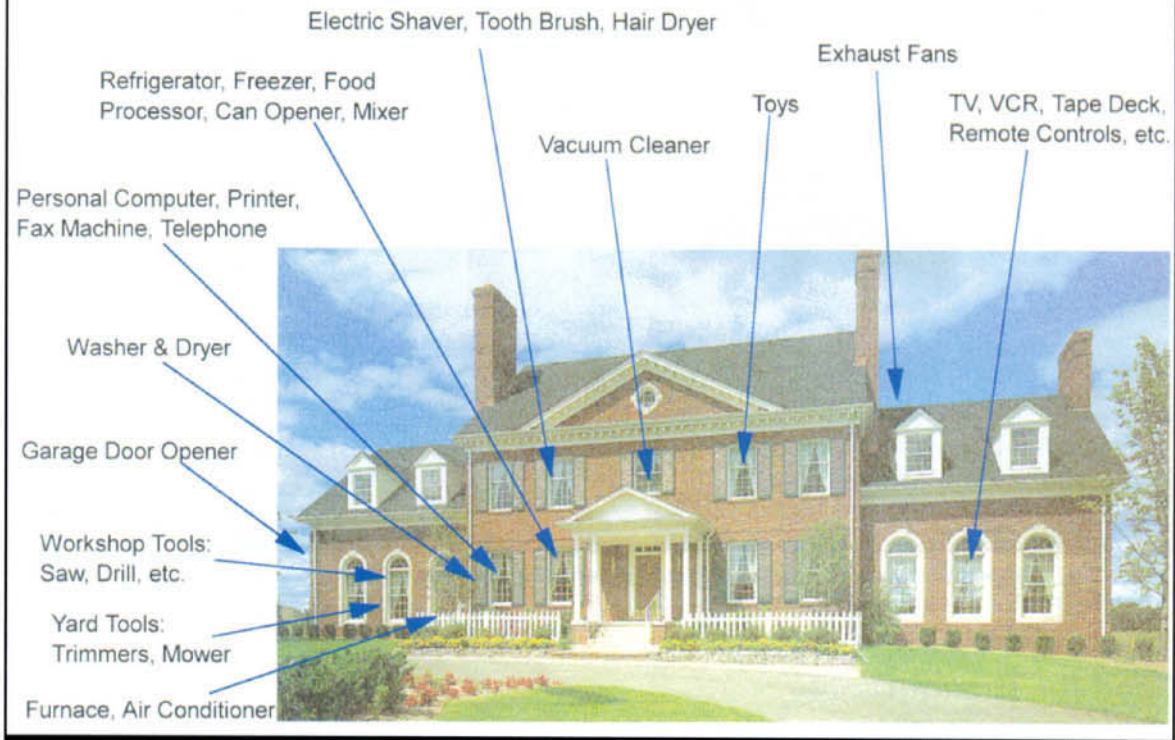 Electric Shaver, Tooth Brush, Hair Dryer
Exhaust Fans
Refrigerator, Freezer, Food
Processor, Can Opener, Mixer
Toys
TV, VCR, Tape Deck,
Remote Controls, etc.
Vacuum Cleaner
Personal Computer, Printer,
Fax Machine, Telephone
Washer & Dryer
Garage Door Opener
Workshop Tools:
Saw, Drill, etc.
Yard Tools:
Trimmers, Mower
Furnace, Air Conditioner